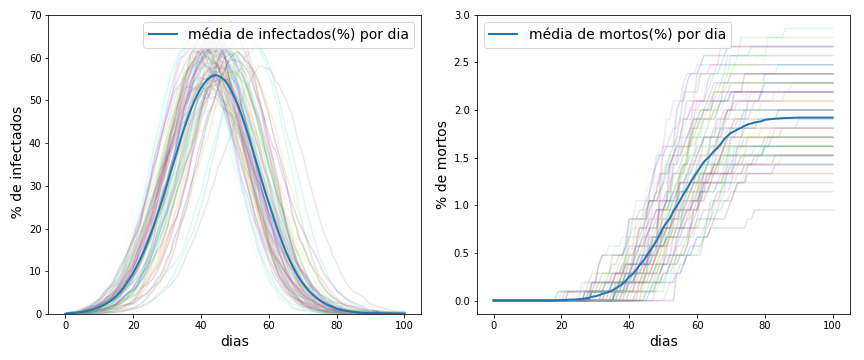 média de infectados(%) por dia
% de infectados
70
60
50
40
30
20
10
0
0 20 40 60 80 100
dias
média de mortos(%) por dia
% de mortos
3.0
2.5
2.0
1.5
1.0
0.5
0.0
0 20 40 60 80 100
dias